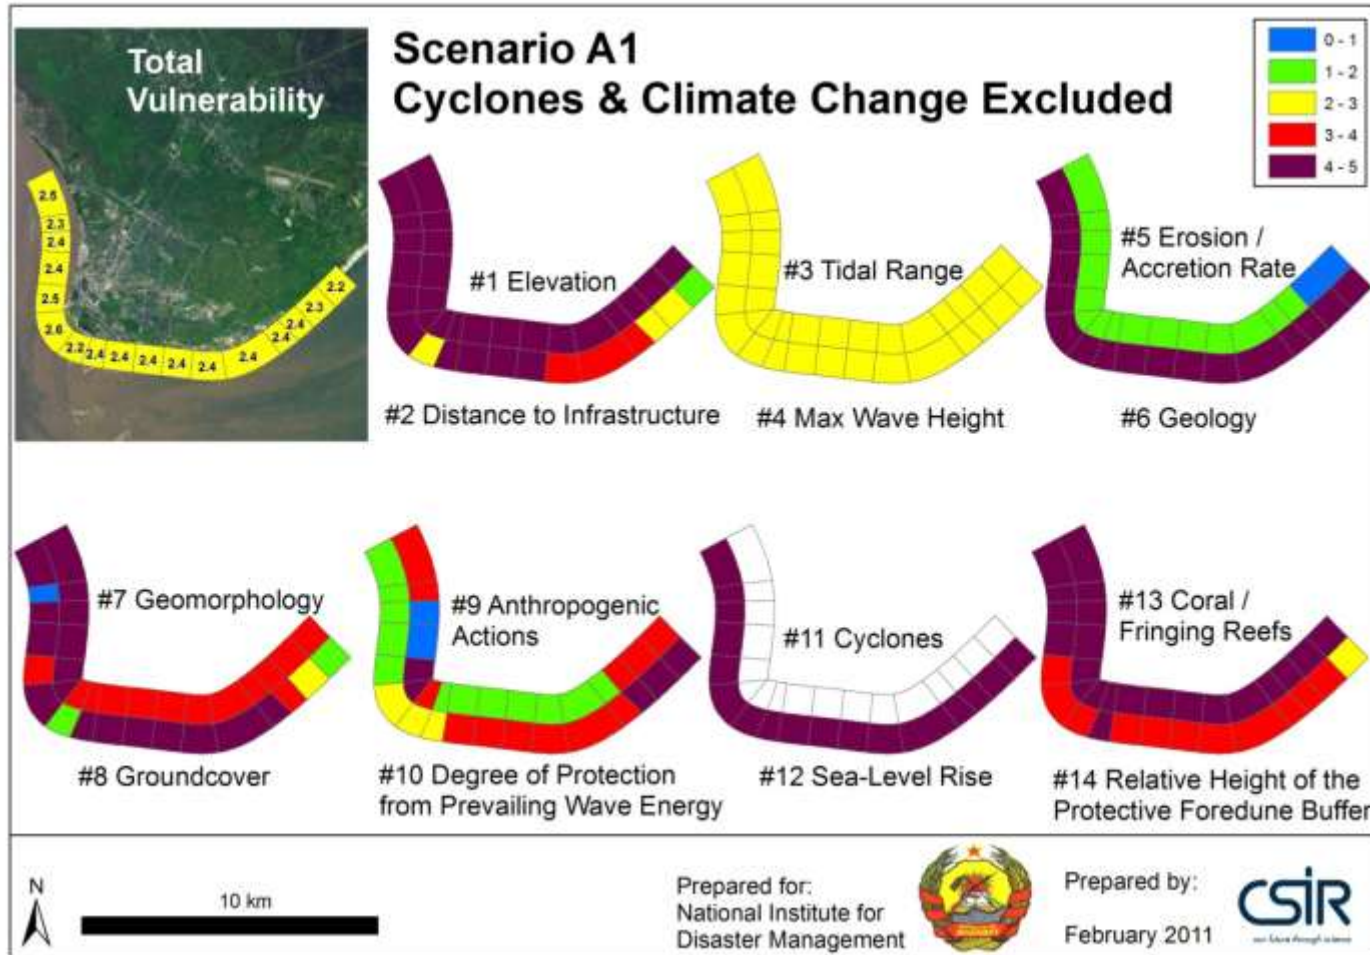 Total
Vulnerability
2.5
2.3
2.4
2.4
2.5
2.6
2.2
2.4
2.4
2.4
2.4
2.4
2.4
2.4
2.4
2.3
2.2
Scenario A1
Cyclones & Climate Change Excluded
0 - 1
1 - 2
2 - 3
3 - 4
4 - 5
#1 Elevation
#2 Distance to Infrastructure
#3 Tidal Range
#4 Max Wave Height
#5 Erosion /
Accretion Rate
#6 Geology
#7 Geomorphology
#8 Groundcover
#9 Anthropogenic
Actions
#10 Degree of Protection
from Prevailing Wave Energy
#11 Cyclones
#12 Sea-Level Rise
#13 Coral /
Fringing Reefs
#14 Relative Height of the
Protective Foredune Buffer
N
10 km
Prepared for:
National Institute for
Disaster Management
Prepared by:
February 2011
CSIR
our future through science